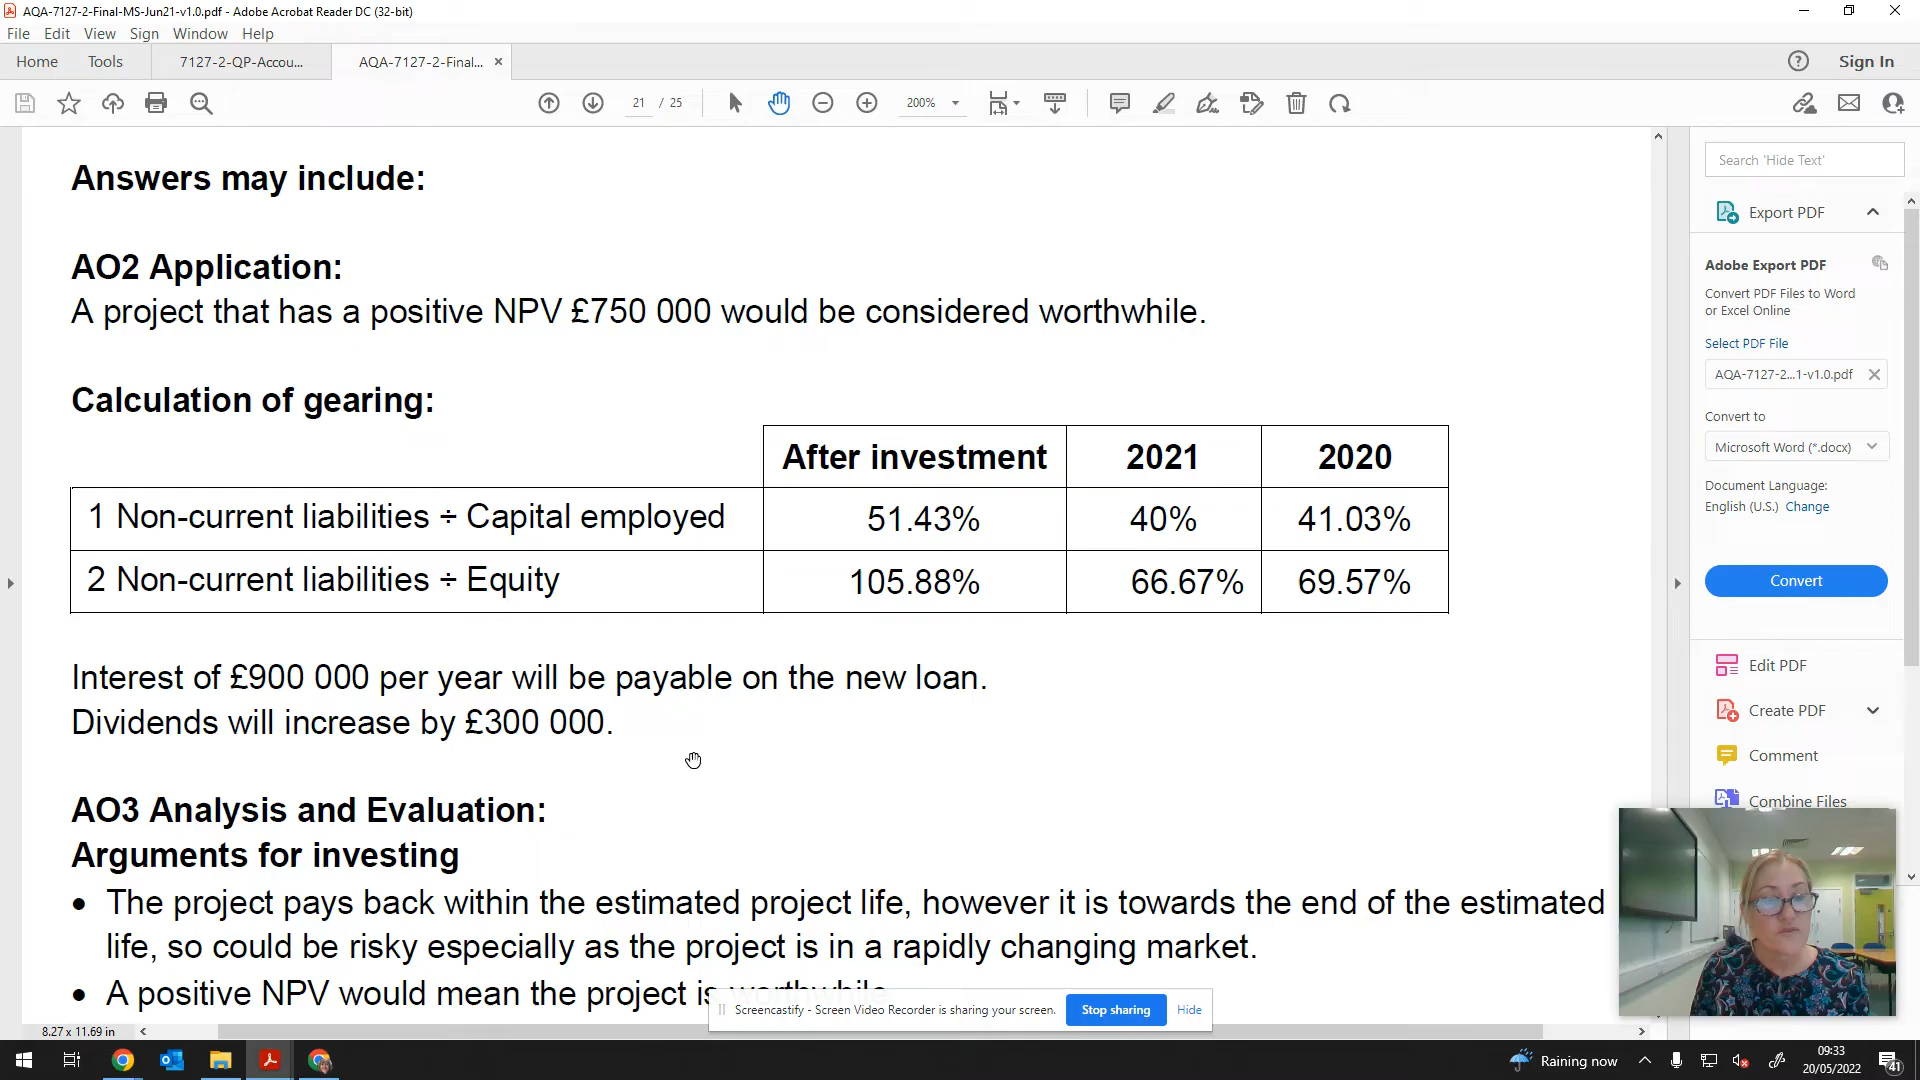 AQA-7127-2-Final-MS-Jun21-v1.0.pdf - Adobe Acrobat Reader DC (32-bit)
File Edit View Sign Window Help
Home Tools 7127-2-QP-Accou... AQA-7127-2-Final... × Sign In
21 / 25 200%
Answers may include:
AO2 Application:
A project that has a positive NPV £750 000 would be considered worthwhile.
Calculation of gearing:
After investment 2021 2020
1 Non-current liabilities ÷ Capital employed 51.43% 40% 41.03%
2 Non-current liabilities ÷ Equity 105.88% 66.67% 69.57%
Interest of £900 000 per year will be payable on the new loan.
Dividends will increase by £300 000.
AO3 Analysis and Evaluation:
Arguments for investing
• The project pays back within the estimated project life, however it is towards the end of the estimated
life, so could be risky especially as the project is in a rapidly changing market.
• A positive NPV would mean the project is worthwhile
Screencastify - Screen Video Recorder is sharing your screen. Stop sharing Hide
8.27 x 11.69 in
Search 'Hide Text'
Export PDF
Adobe Export PDF
Convert PDF Files to Word
or Excel Online
Select PDF File
AQA-7127-2...1-v1.0.pdf
Convert to
Microsoft Word (*.docx)
Document Language:
English (U.S.) Change
Convert
Edit PDF
Create PDF
Comment
Combine Files
Raining now
09:33
20/05/2022
41